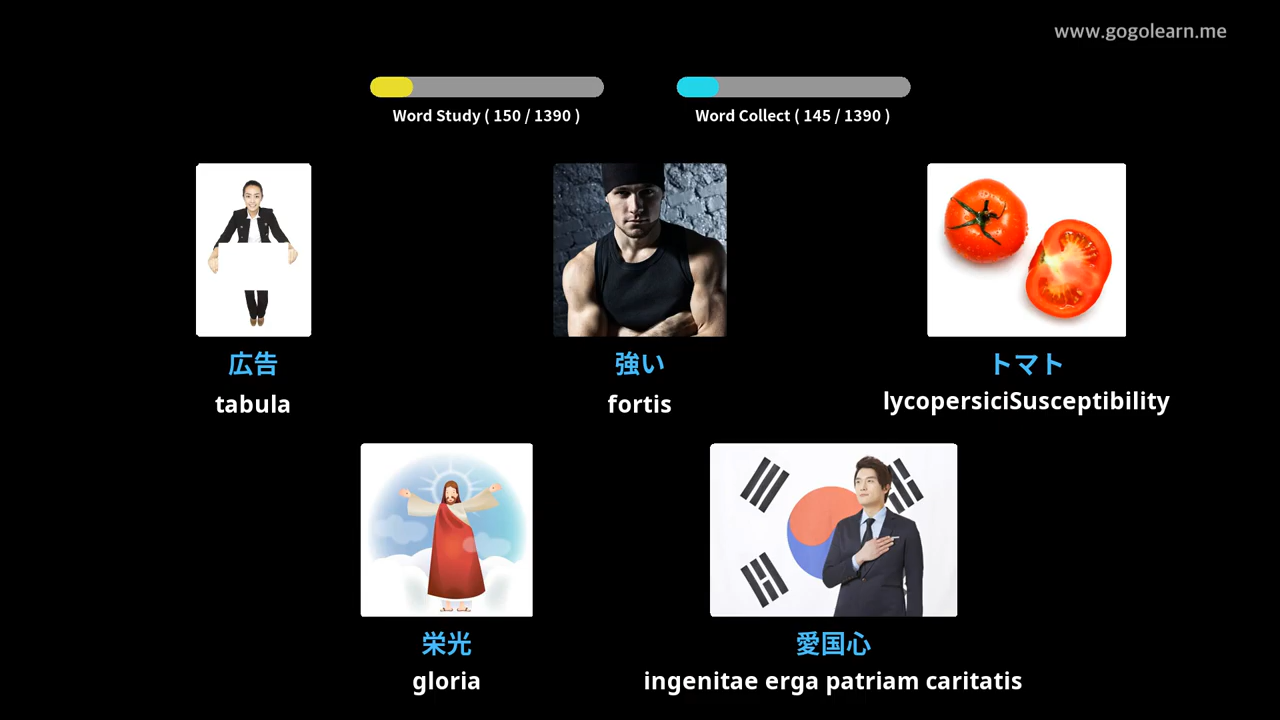 www.gogolearn.me
Word Study ( 150 / 1390 )
Word Collect ( 145 / 1390 )
広告
tabula
強い
fortis
トマト
lycopersiciSusceptibility
栄光
gloria
愛国心
ingenitae erga patriam caritatis